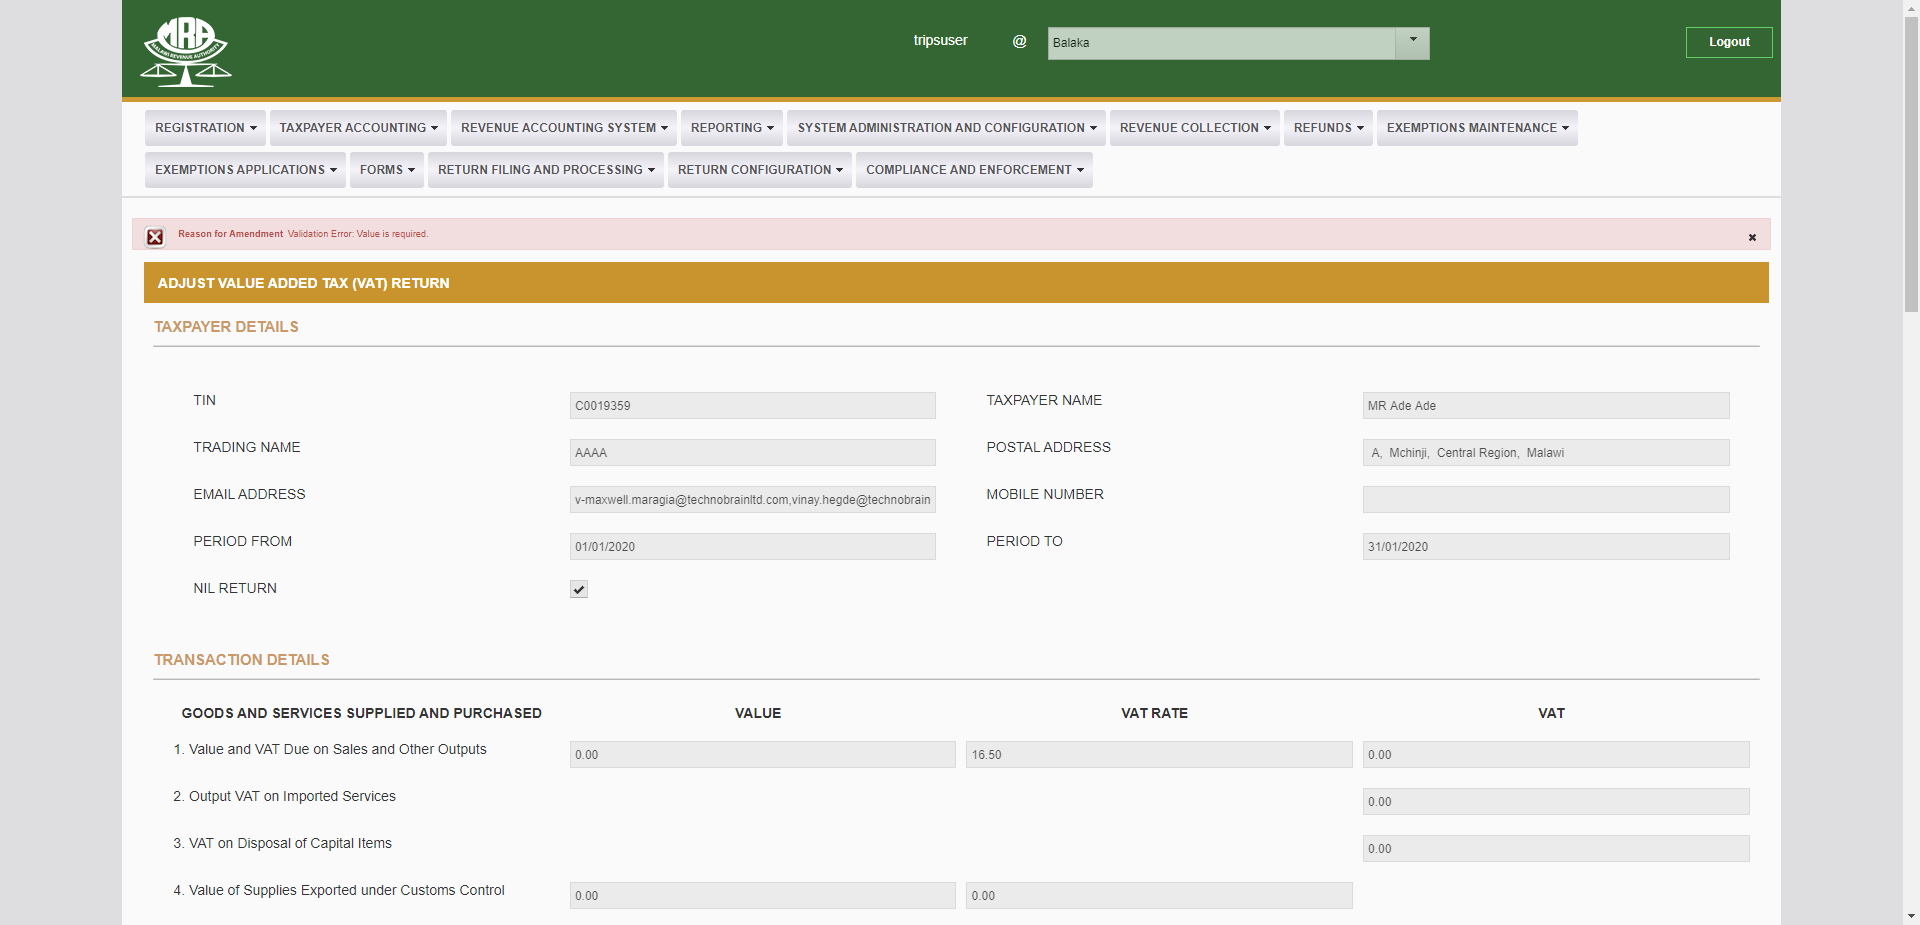 MRA
MALAWI REVENUE AUTHORITY
tripsuser @ Balaka Logout
REGISTRATION TAXPAYER ACCOUNTING REVENUE ACCOUNTING SYSTEM REPORTING SYSTEM ADMINISTRATION AND CONFIGURATION REVENUE COLLECTION REFUNDS EXEMPTIONS MAINTENANCE
EXEMPTIONS APPLICATIONS FORMS RETURN FILING AND PROCESSING RETURN CONFIGURATION COMPLIANCE AND ENFORCEMENT
Reason for Amendment Validation Error: Value is required.
ADJUST VALUE ADDED TAX (VAT) RETURN
TAXPAYER DETAILS
TIN C0019359 TAXPAYER NAME MR Ade Ade
TRADING NAME AAAA POSTAL ADDRESS A, Mchinji, Central Region, Malawi
EMAIL ADDRESS v-maxwell.maragia@technobrainltd.com,vinay.hegde@technobrain MOBILE NUMBER
PERIOD FROM 01/01/2020 PERIOD TO 31/01/2020
NIL RETURN
TRANSACTION DETAILS
GOODS AND SERVICES SUPPLIED AND PURCHASED VALUE VAT RATE VAT
1. Value and VAT Due on Sales and Other Outputs 0.00 16.50 0.00
2. Output VAT on Imported Services 0.00
3. VAT on Disposal of Capital Items 0.00
4. Value of Supplies Exported under Customs Control 0.00 0.00